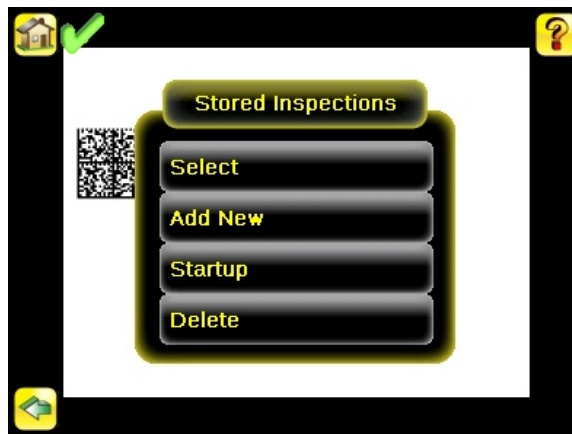 Stored Inspections
Select
Add New
Startup
Delete
?